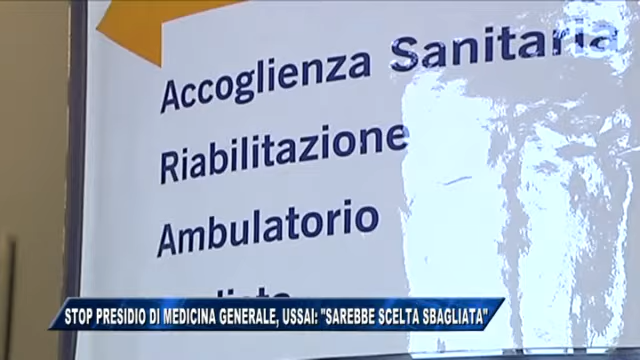 Accoglienza Sanitaria
Riabilitazione
Ambulatorio
STOP PRESIDIO DI MEDICINA GENERALE, USSAI: "SAREBBE SCELTA SBAGLIATA"